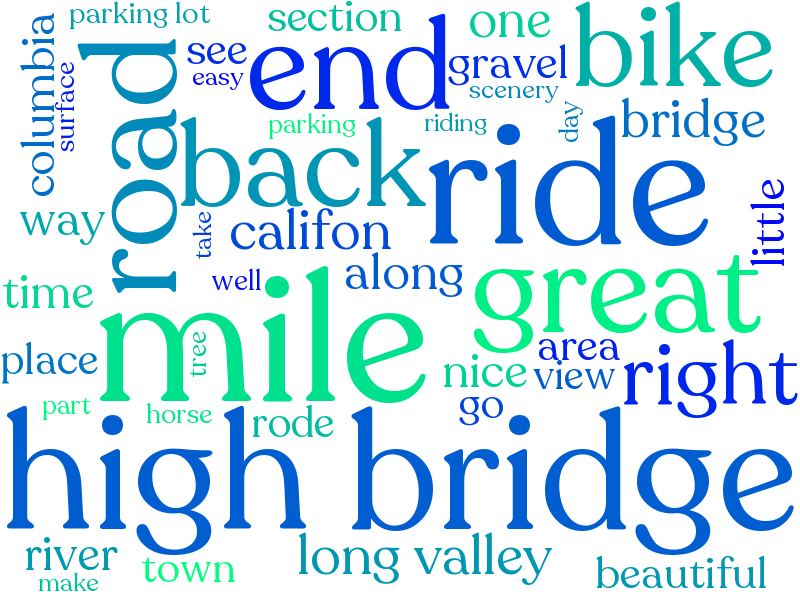 parking lot
section
one
bike
columbia
surface
road
see
easy
end
gravel
scenery
parking
riding
day
bridge
back
ride
way
take
califon
little
well
along
time
great
mile
tree
place
area
nice
view
right
part
horse
rode
go
high bridge
river
long valley
make
town
beautiful